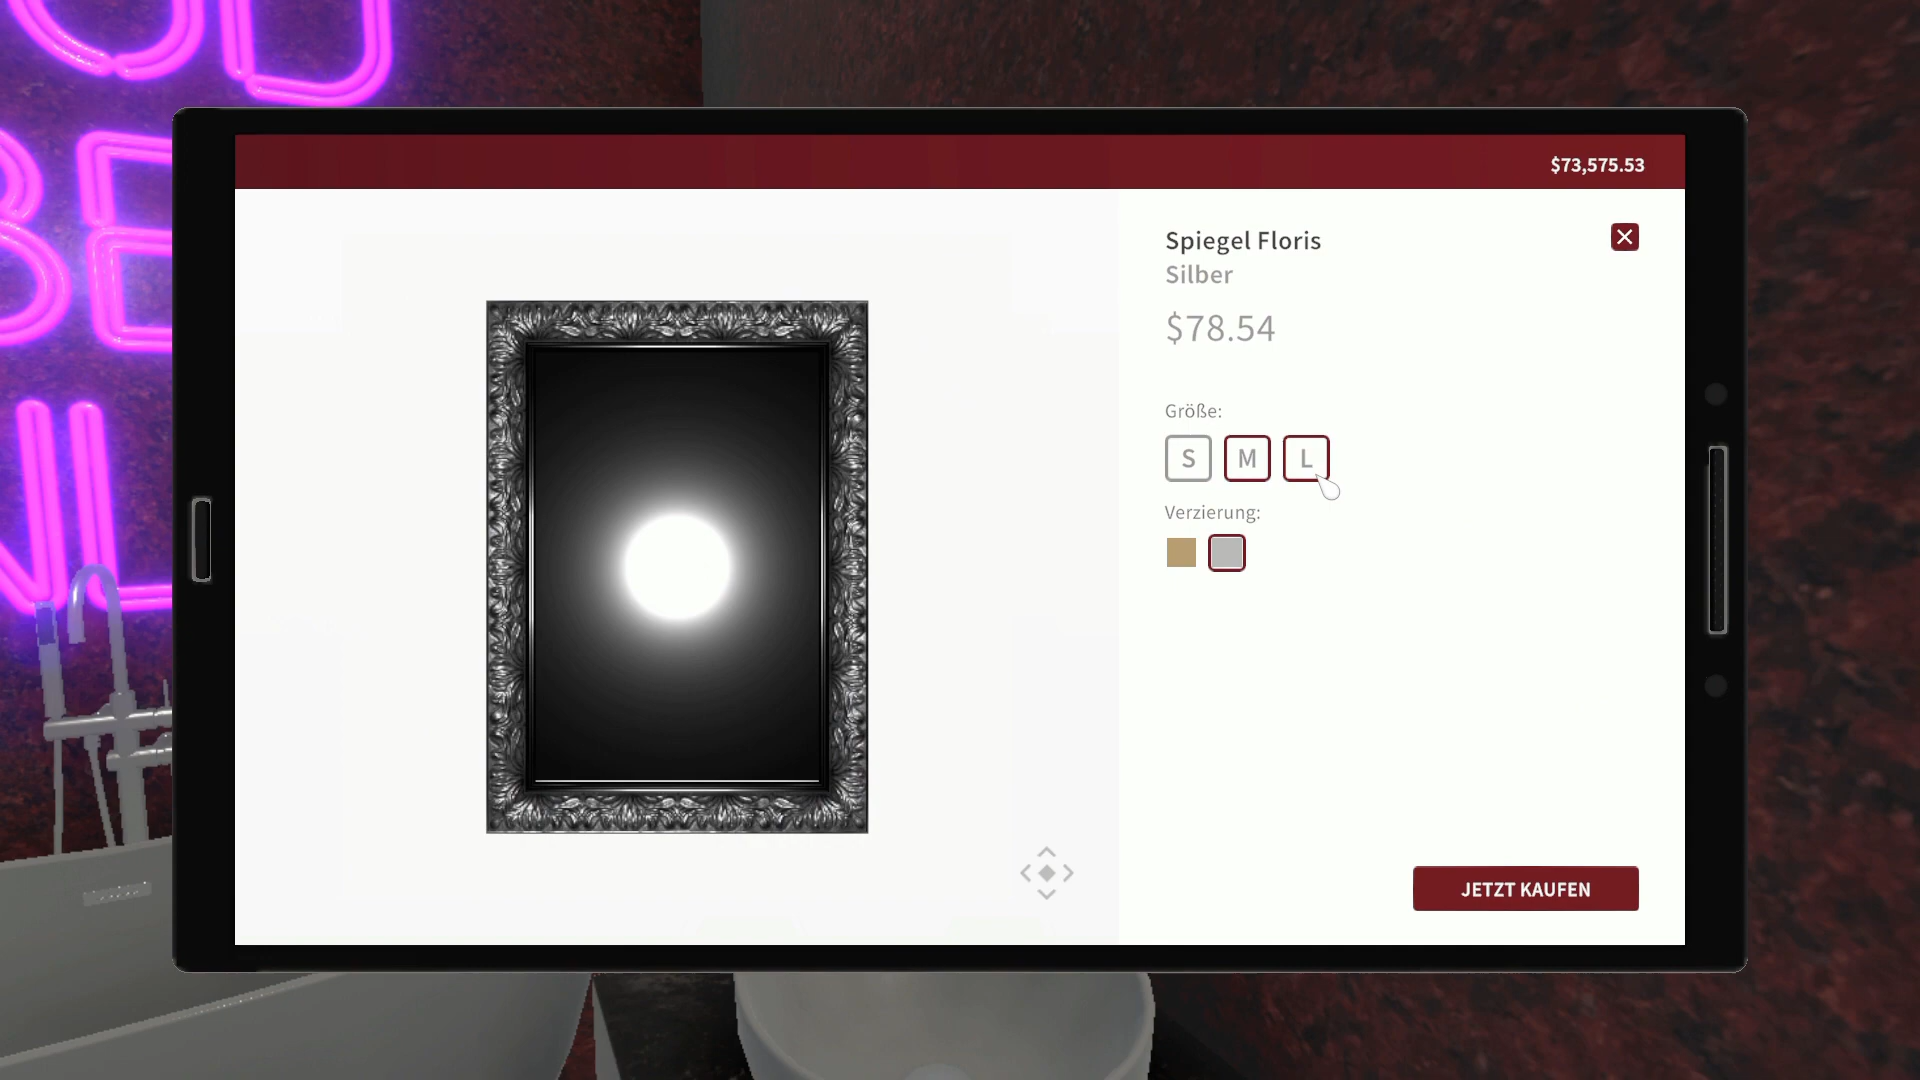 $73,575.53
Spiegel Floris
Silber
$78.54
Größe:
S M L
Verzierung:
JETZT KAUFEN